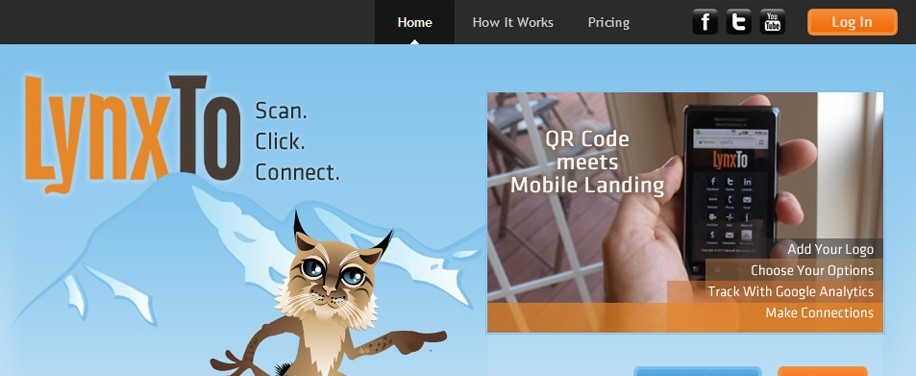 Home How It Works Pricing f t You Tube Log In
LynxTo
Scan.
Click.
Connect.
QR Code
meets
Mobile Landing
LynxTo
Add Your Logo
Choose Your Options
Track With Google Analytics
Make Connections